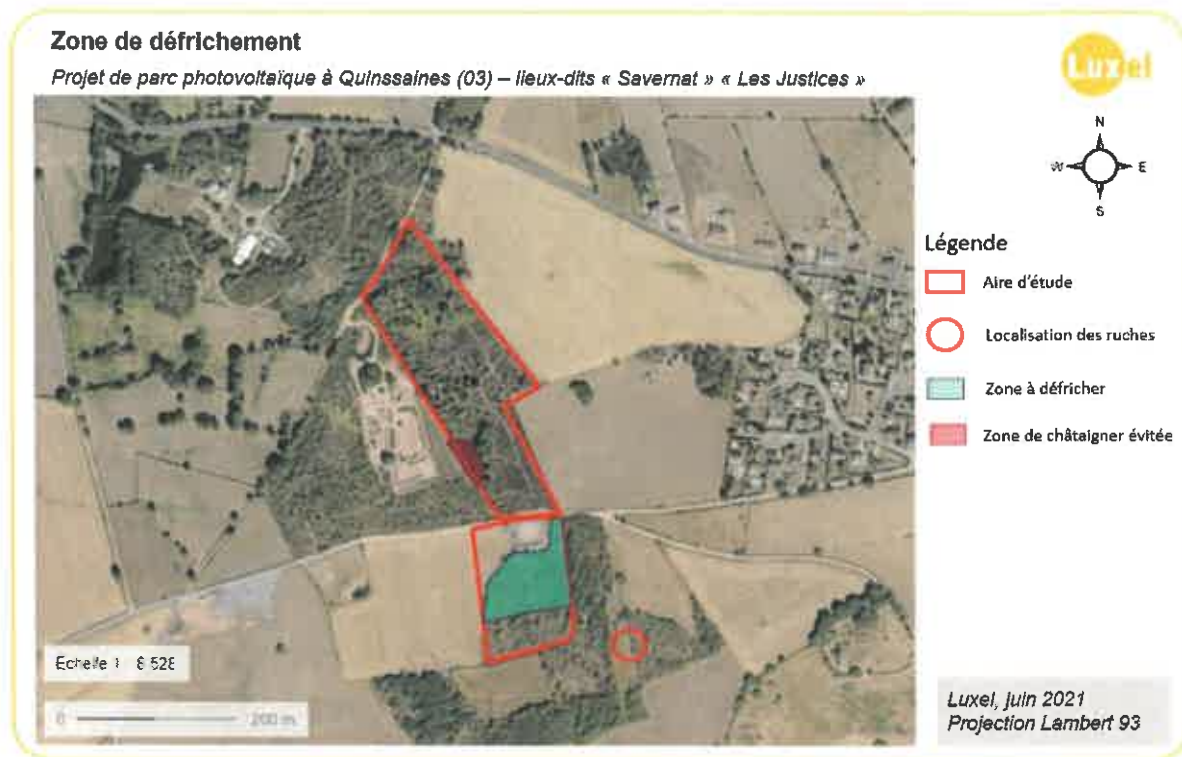 Zone de défrichement
Projet de parc photovoltaïque à Quinssaines (03) – lieux-dits « Savernat » « Les Justices »
Luxel
N
W E
S
Légende
Aire d'étude
Localisation des ruches
Zone à défricher
Zone de châtaigner évitée
Echelle 1 8 528
0 200 m
Luxel, juin 2021
Projection Lambert 93